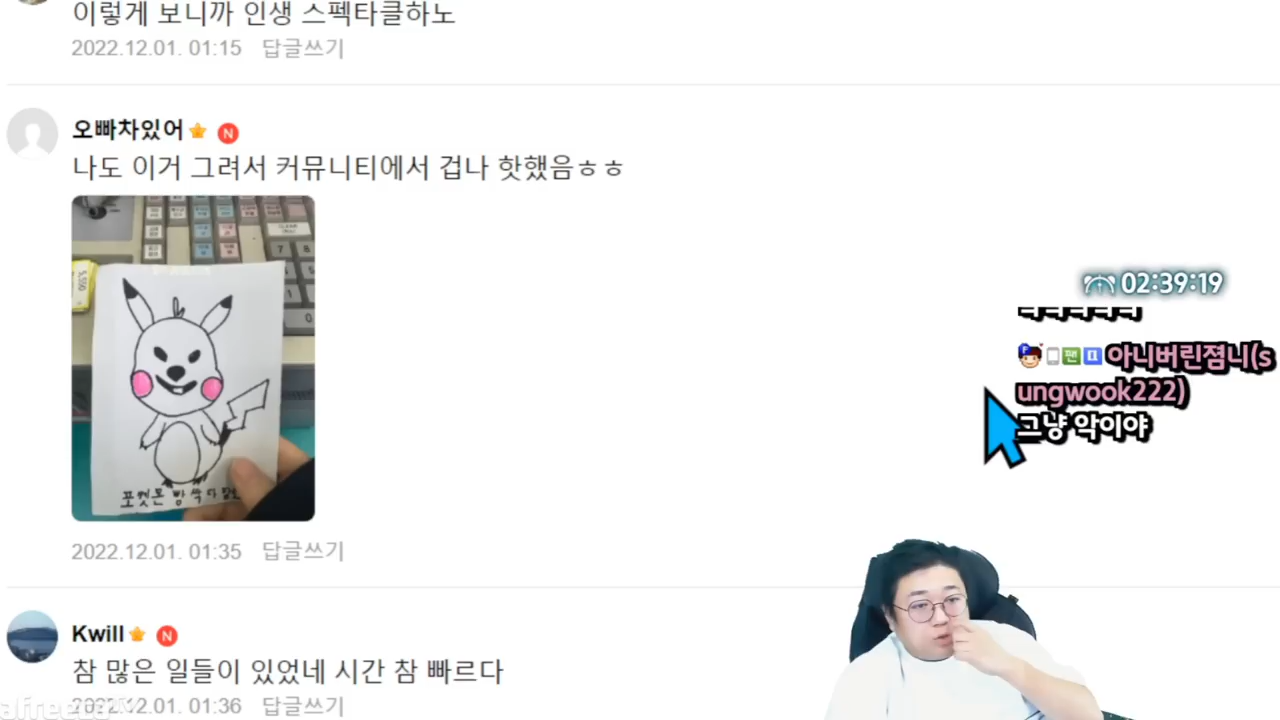 이렇게 보니까 인생 스펙타클하노
2022.12.01. 01:15 답글쓰기
오빠차있어 N
나도 이거 그려서 커뮤니티에서 겁나 핫했음ㅎㅎ
포켓몬 빵 싹 다 팔
2022.12.01. 01:35 답글쓰기
02:39:19
팬 아니버린졈니(s
ungwook222)
그냥 악이야
Kwill N
참 많은 일들이 있었네 시간 참 빠르다
2022.12.01. 01:36 답글쓰기
afreecaTV